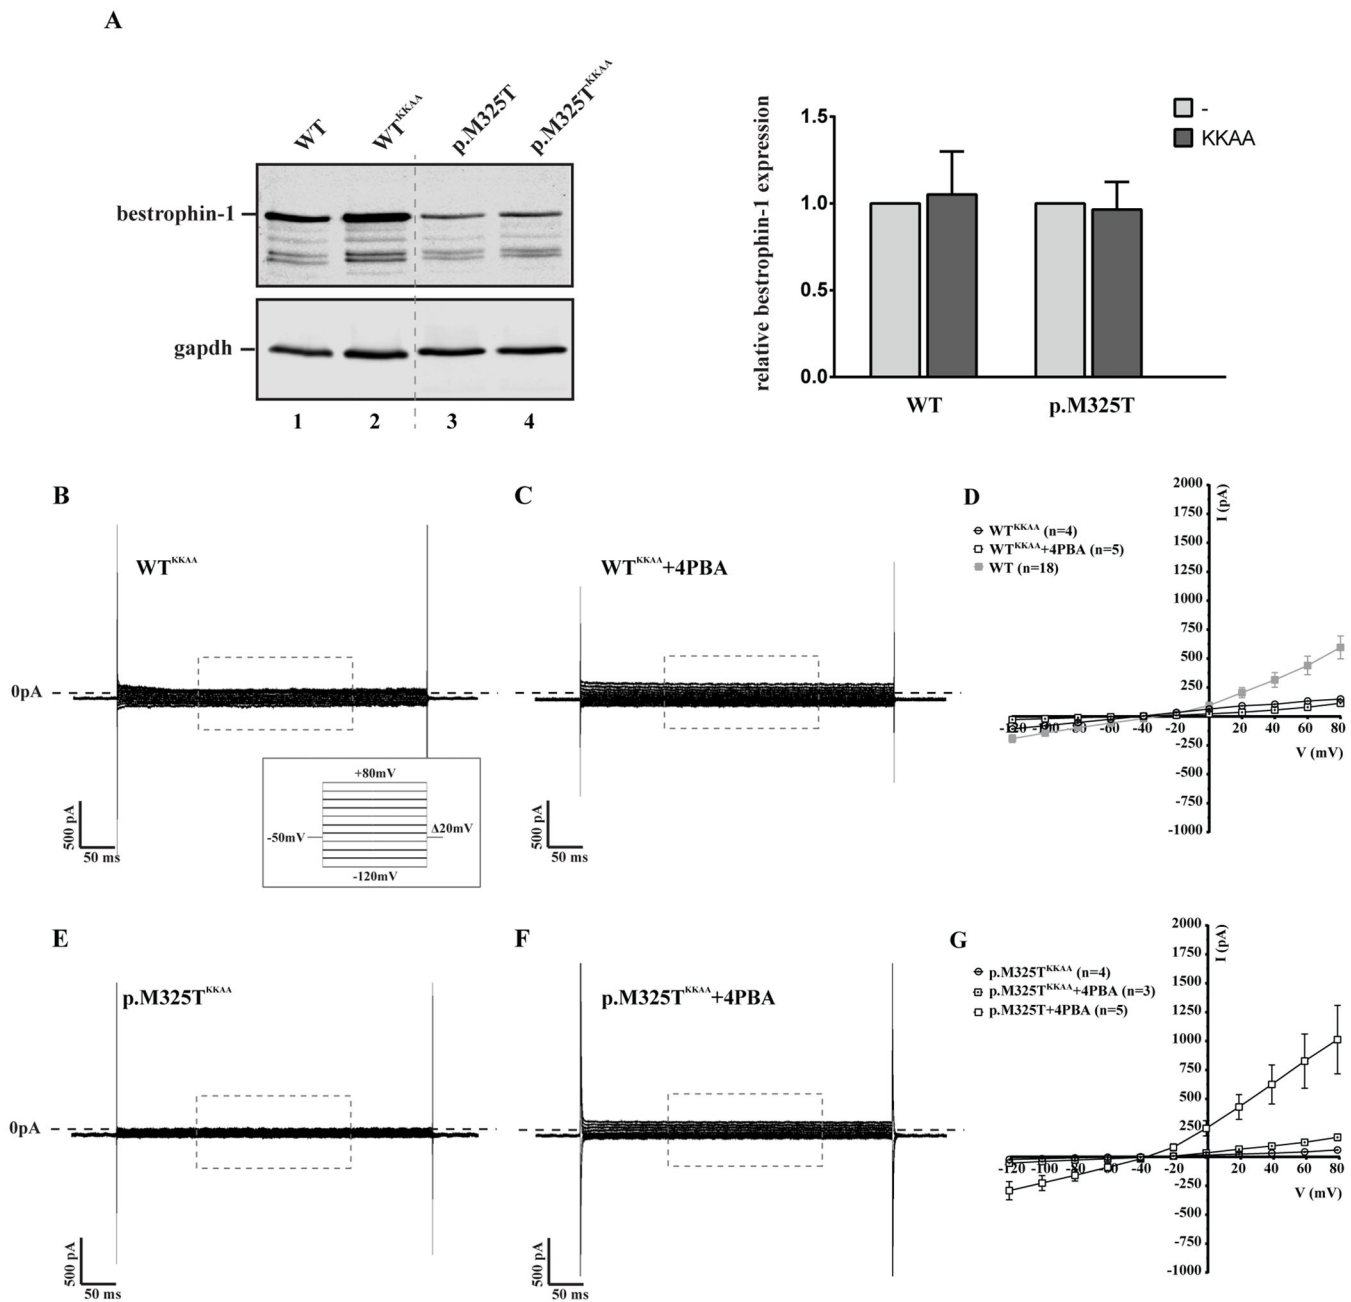 A
WT
WTKKAA
p.M325T
p.M325TKKAA
bestrophin-1
gapdh
1 2 3 4
relative bestrophin-1 expression
1.5
1.0
0.5
0.0
WT p.M325T
-
KKAA
B
WTKKAA
0pA
500 pA
50 ms
+80mV
-50mV
Δ20mV
-120mV
C
WTKKAA+4PBA
500 pA
50 ms
D
WTKKAA (n=4)
WTKKAA+4PBA (n=5)
WT (n=18)
I (pA)
2000
1750
1500
1250
1000
750
500
250
-120 -100 -80 -60 -40 -20 20 40 60 80
V (mV)
-250
-500
-750
-1000
E
p.M325TKKAA
0pA
500 pA
50 ms
F
p.M325TKKAA+4PBA
500 pA
50 ms
G
p.M325TKKAA (n=4)
p.M325TKKAA+4PBA (n=3)
p.M325T+4PBA (n=5)
I (pA)
2000
1750
1500
1250
1000
750
500
250
-120 -100 -80 -60 -40 -20 20 40 60 80
V (mV)
-250
-500
-750
-1000